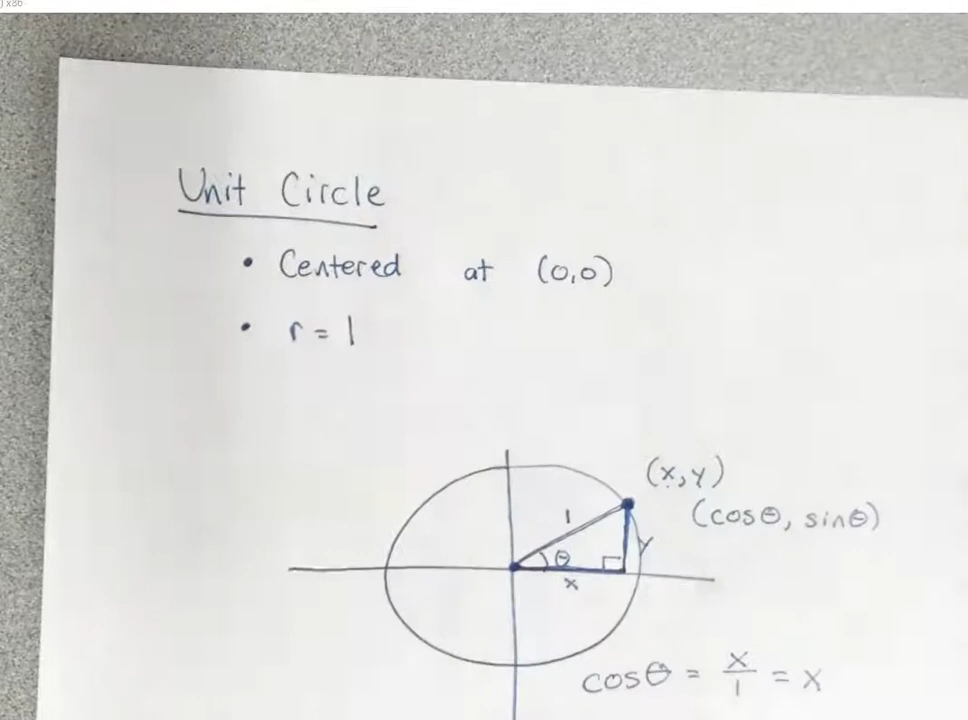 Unit Circle
• Centered at (0,0)
• r = 1
(x,y)
(cosθ, sinθ)
1
θ
y
x
cosθ = x/1 = x